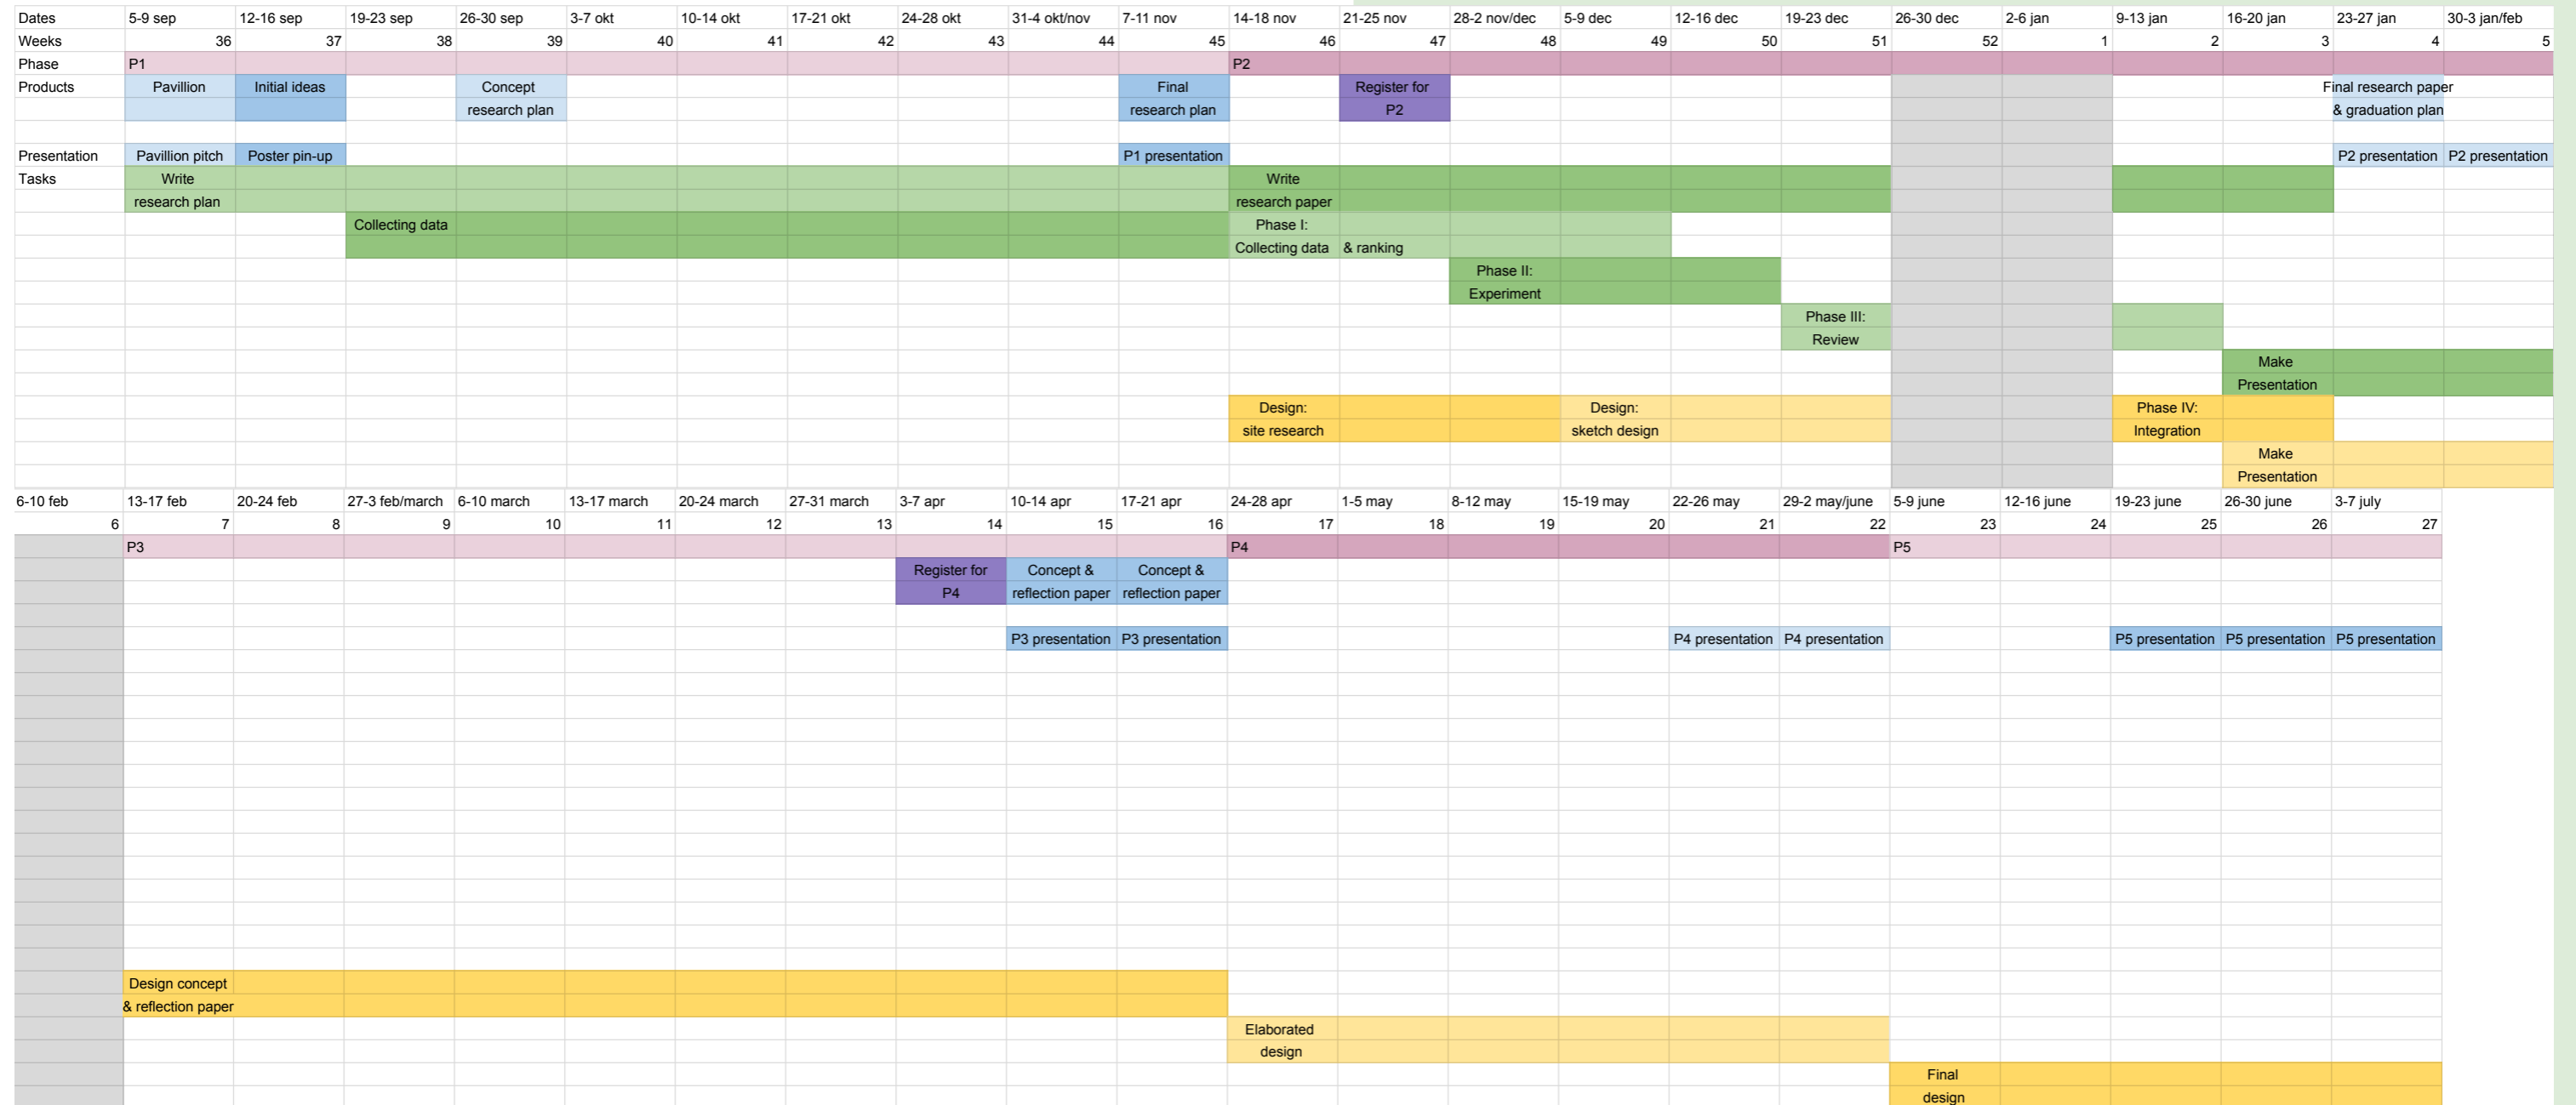 Dates 5-9 sep 12-16 sep 19-23 sep 26-30 sep 3-7 okt 10-14 okt 17-21 okt 24-28 okt 31-4 okt/nov 7-11 nov 14-18 nov 21-25 nov 28-2 nov/dec 5-9 dec 12-16 dec 19-23 dec 26-30 dec 2-6 jan 9-13 jan 16-20 jan 23-27 jan 30-3 jan/feb
Weeks 36 37 38 39 40 41 42 43 44 45 46 47 48 49 50 51 52 1 2 3 4 5
Phase P1 P2
Products Pavillion Initial ideas Concept Final Register for Final research paper
research plan research plan P2 & graduation plan
Presentation Pavillion pitch Poster pin-up P1 presentation P2 presentation P2 presentation
Tasks Write Write
research plan research paper
Collecting data Phase I:
Collecting data & ranking
Phase II:
Experiment
Phase III:
Review
Make
Presentation
Design: Design: Phase IV:
site research sketch design Integration
Make
Presentation
6-10 feb 13-17 feb 20-24 feb 27-3 feb/march 6-10 march 13-17 march 20-24 march 27-31 march 3-7 apr 10-14 apr 17-21 apr 24-28 apr 1-5 may 8-12 may 15-19 may 22-26 may 29-2 may/june 5-9 june 12-16 june 19-23 june 26-30 june 3-7 july
6 7 8 9 10 11 12 13 14 15 16 17 18 19 20 21 22 23 24 25 26 27
P3 P4 P5
Register for Concept & Concept &
P4 reflection paper reflection paper
P3 presentation P3 presentation P4 presentation P4 presentation P5 presentation P5 presentation P5 presentation
Design concept
& reflection paper
Elaborated
design
Final
design